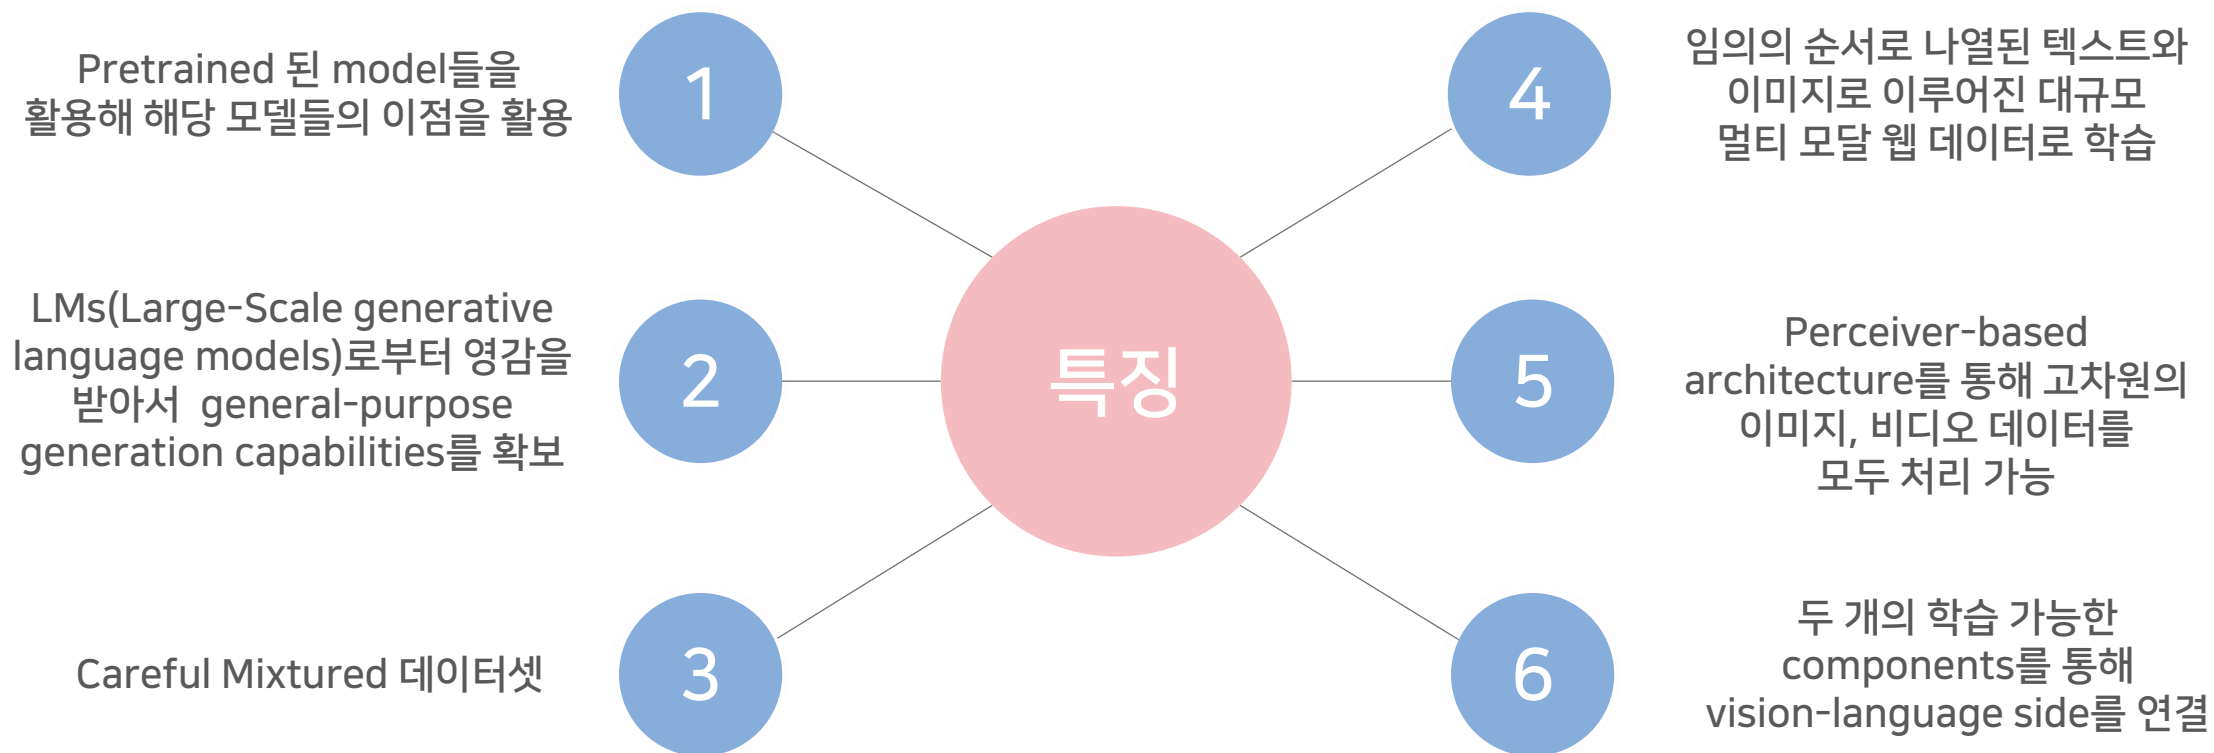 Pretrained 된 model들을
활용해 해당 모델들의 이점을 활용
1
LMs(Large-Scale generative
language models)로부터 영감을
받아서 general-purpose
generation capabilities를 확보
2
Careful Mixtured 데이터셋
3
특징
4
임의의 순서로 나열된 텍스트와
이미지로 이루어진 대규모
멀티 모달 웹 데이터로 학습
5
Perceiver-based
architecture를 통해 고차원의
이미지, 비디오 데이터를
모두 처리 가능
6
두 개의 학습 가능한
components를 통해
vision-language side를 연결